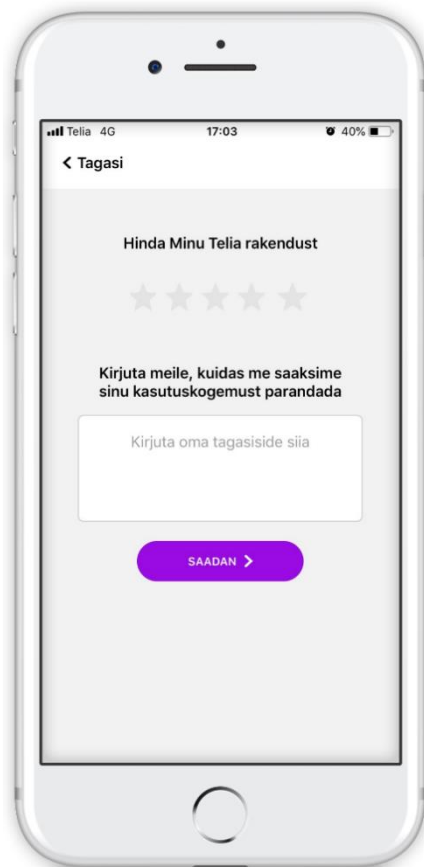 Telia 4G 17:03 40%
Tagasi
Hinda Minu Telia rakendust
Kirjuta meile, kuidas me saaksime
sinu kasutuskogemust parandada
Kirjuta oma tagasiside siia
SAADAN